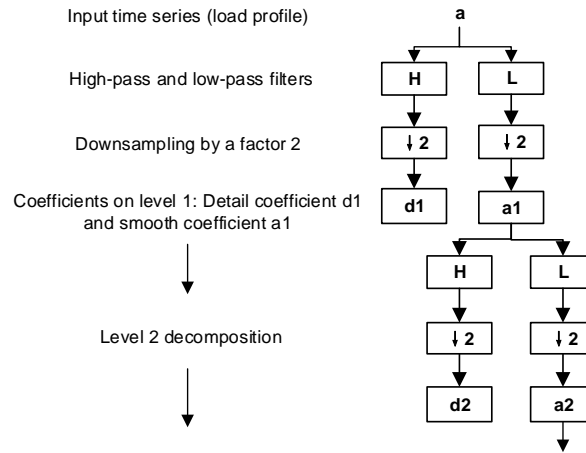 Input time series (load profile)
a
High-pass and low-pass filters
H
L
Downsampling by a factor 2
↓ 2
↓ 2
Coefficients on level 1: Detail coefficient d1
and smooth coefficient a1
d1
a1
H
L
Level 2 decomposition
↓ 2
↓ 2
d2
a2